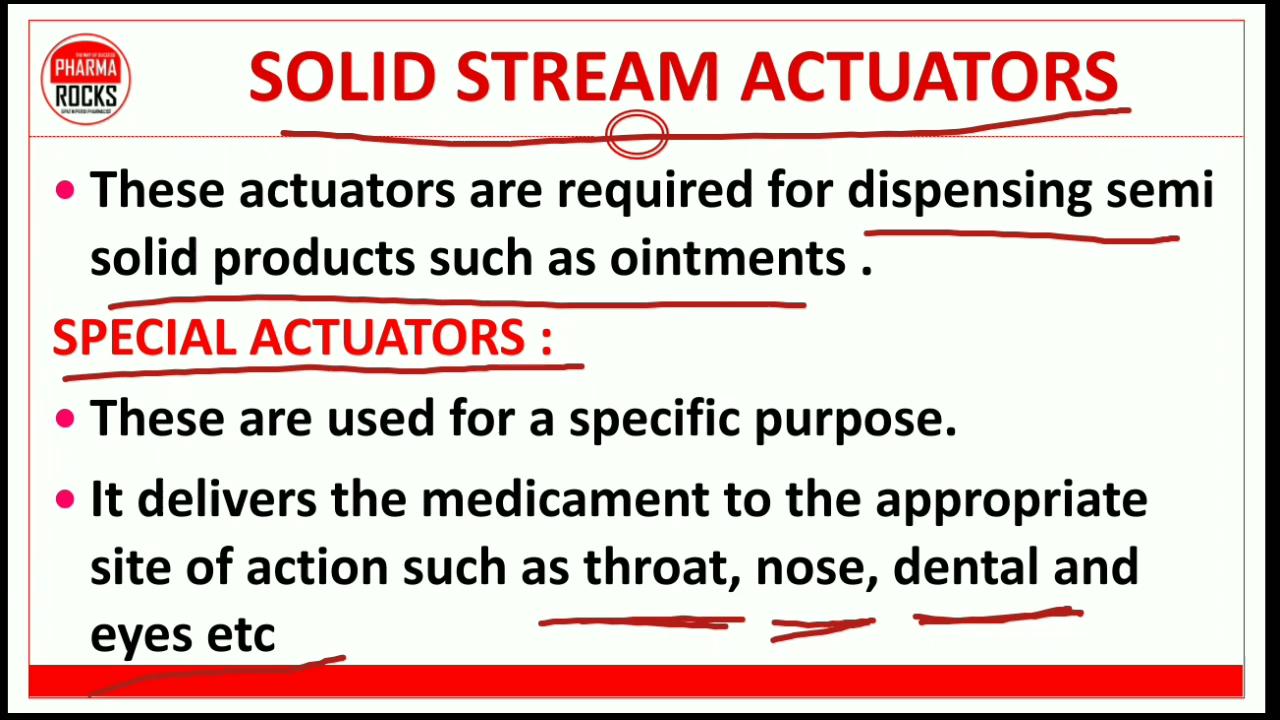 PHARMA
ROCKS
SOLID STREAM ACTUATORS
• These actuators are required for dispensing semi
solid products such as ointments .
SPECIAL ACTUATORS :
• These are used for a specific purpose.
• It delivers the medicament to the appropriate
site of action such as throat, nose, dental and
eyes etc